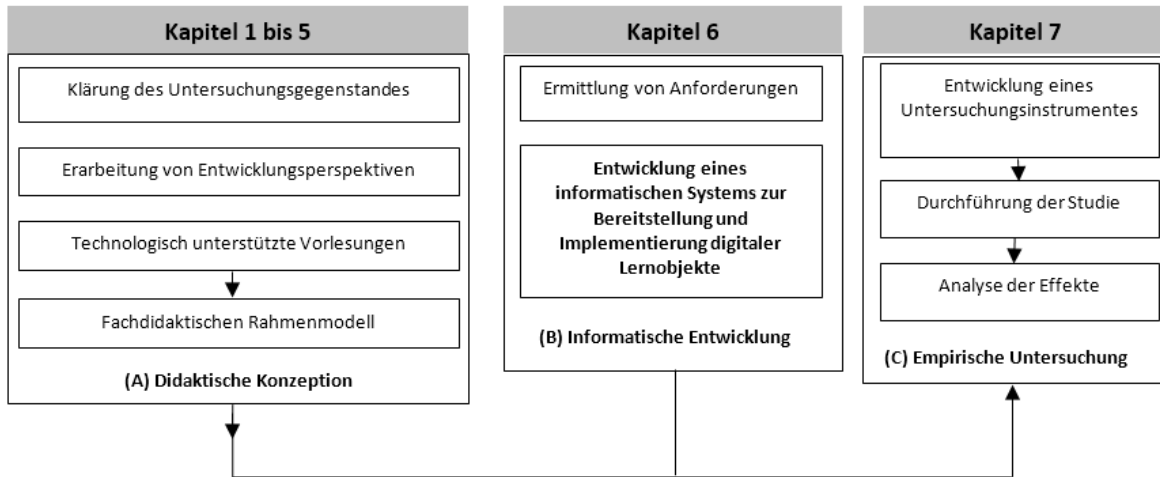 Kapitel 1 bis 5
Klärung des Untersuchungsgegenstandes
Erarbeitung von Entwicklungsperspektiven
Technologisch unterstützte Vorlesungen
Fachdidaktischen Rahmenmodell
(A) Didaktische Konzeption
Kapitel 6
Ermittlung von Anforderungen
Entwicklung eines
informatischen Systems zur
Bereitstellung und
Implementierung digitaler
Lernobjekte
(B) Informatische Entwicklung
Kapitel 7
Entwicklung eines
Untersuchungsinstrumentes
Durchführung der Studie
Analyse der Effekte
(C) Empirische Untersuchung